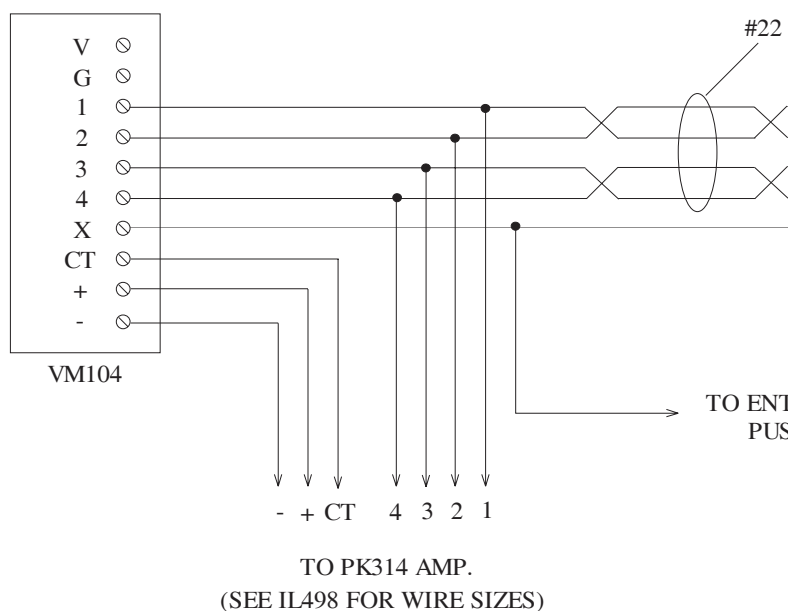 #22
V
G
1
2
3
4
X
CT
+
-
VM104
TO ENT
PUS
- + CT 4 3 2 1
TO PK314 AMP.
(SEE IL498 FOR WIRE SIZES)